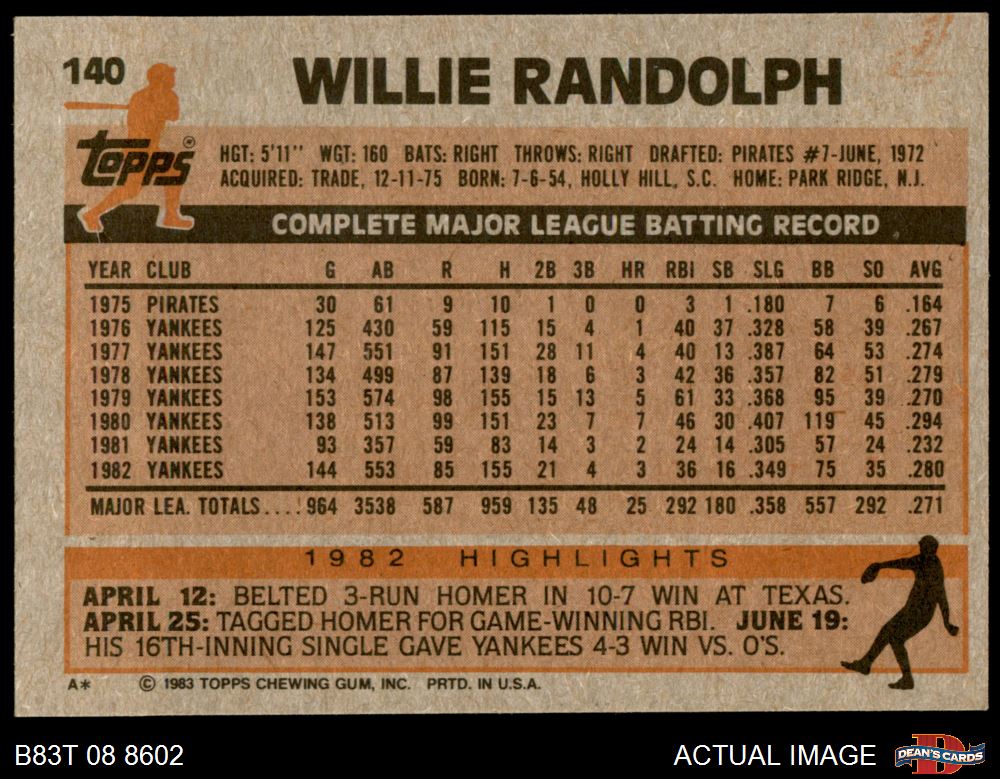 140 WILLIE RANDOLPH
Topps®
HGT: 5'11'' WGT: 160 BATS: RIGHT THROWS: RIGHT DRAFTED: PIRATES #7-JUNE, 1972
ACQUIRED: TRADE, 12-11-75 BORN: 7-6-54, HOLLY HILL, S.C. HOME: PARK RIDGE, N.J.
COMPLETE MAJOR LEAGUE BATTING RECORD
YEAR CLUB G AB R H 2B 3B HR RBI SB SLG BB SO AVG
1975 PIRATES 30 61 9 10 1 0 0 3 1 .180 7 6 .164
1976 YANKEES 125 430 59 115 15 4 1 40 37 .328 58 39 .267
1977 YANKEES 147 551 91 151 28 11 4 40 13 .387 64 53 .274
1978 YANKEES 134 499 87 139 18 6 3 42 36 .357 82 51 .279
1979 YANKEES 153 574 98 155 15 13 5 61 33 .368 95 39 .270
1980 YANKEES 138 513 99 151 23 7 7 46 30 .407 119 45 .294
1981 YANKEES 93 357 59 83 14 3 2 24 14 .305 57 24 .232
1982 YANKEES 144 553 85 155 21 4 3 36 16 .349 75 35 .280
MAJOR LEA. TOTALS.... 964 3538 587 959 135 48 25 292 180 .358 557 292 .271
1982 HIGHLIGHTS
APRIL 12: BELTED 3-RUN HOMER IN 10-7 WIN AT TEXAS.
APRIL 25: TAGGED HOMER FOR GAME-WINNING RBI. JUNE 19:
HIS 16TH-INNING SINGLE GAVE YANKEES 4-3 WIN VS. O'S.
A* © 1983 TOPPS CHEWING GUM, INC. PRTD. IN U.S.A.
B83T 08 8602 ACTUAL IMAGE D DEAN'S CARDS